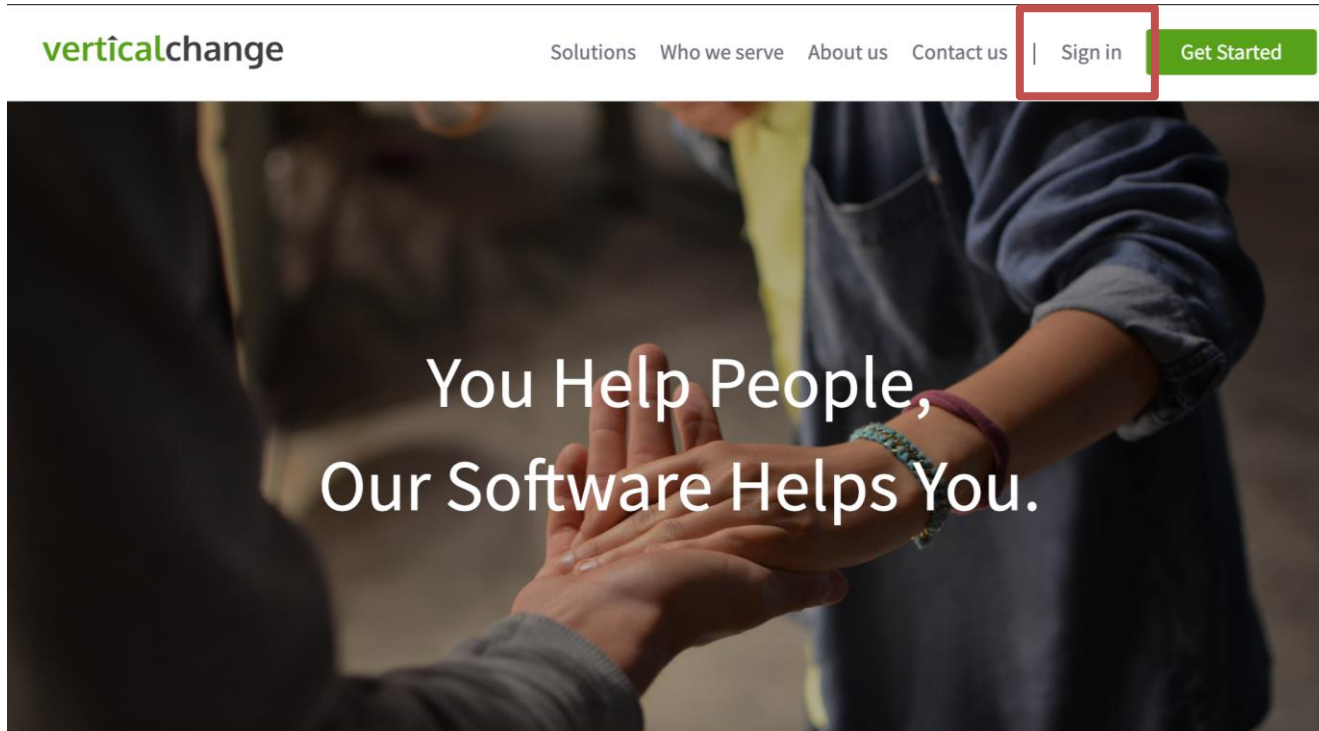 verticalchange
Solutions Who we serve About us Contact us | Sign in Get Started
You Help People,
Our Software Helps You.